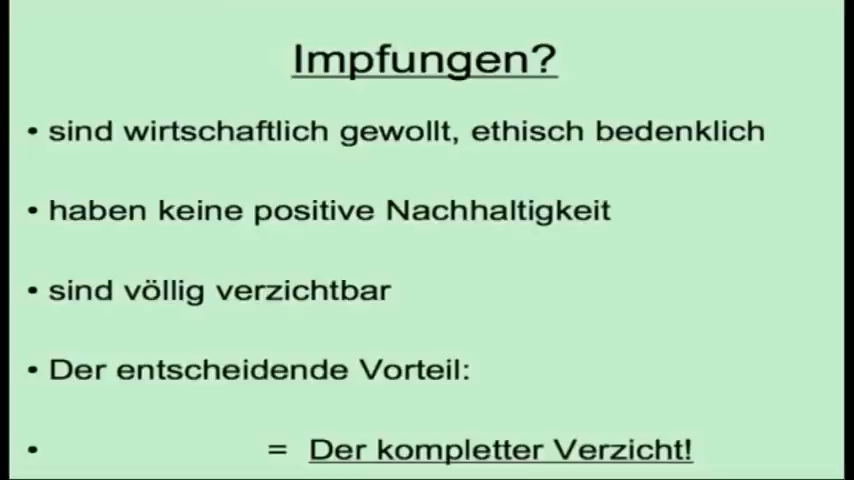 Impfungen?
• sind wirtschaftlich gewollt, ethisch bedenklich
• haben keine positive Nachhaltigkeit
• sind völlig verzichtbar
• Der entscheidende Vorteil:
• = Der kompletter Verzicht!